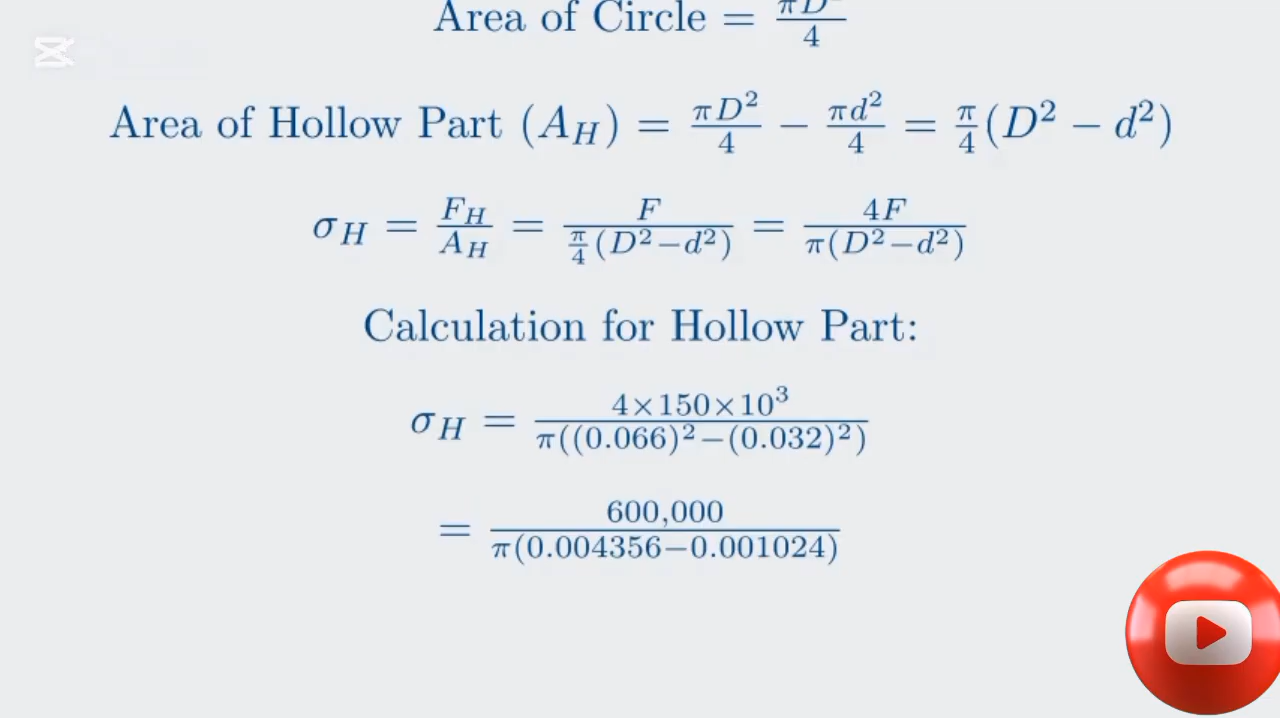 Area of Circle = πD²/4
Area of Hollow Part (A_H) = πD²/4 − πd²/4 = π/4(D² − d²)
σ_H = F_H/A_H = F/(π/4(D²−d²)) = 4F/(π(D²−d²))
Calculation for Hollow Part:
σ_H = 4×150×10³/(π((0.066)²−(0.032)²))
= 600,000/(π(0.004356−0.001024))